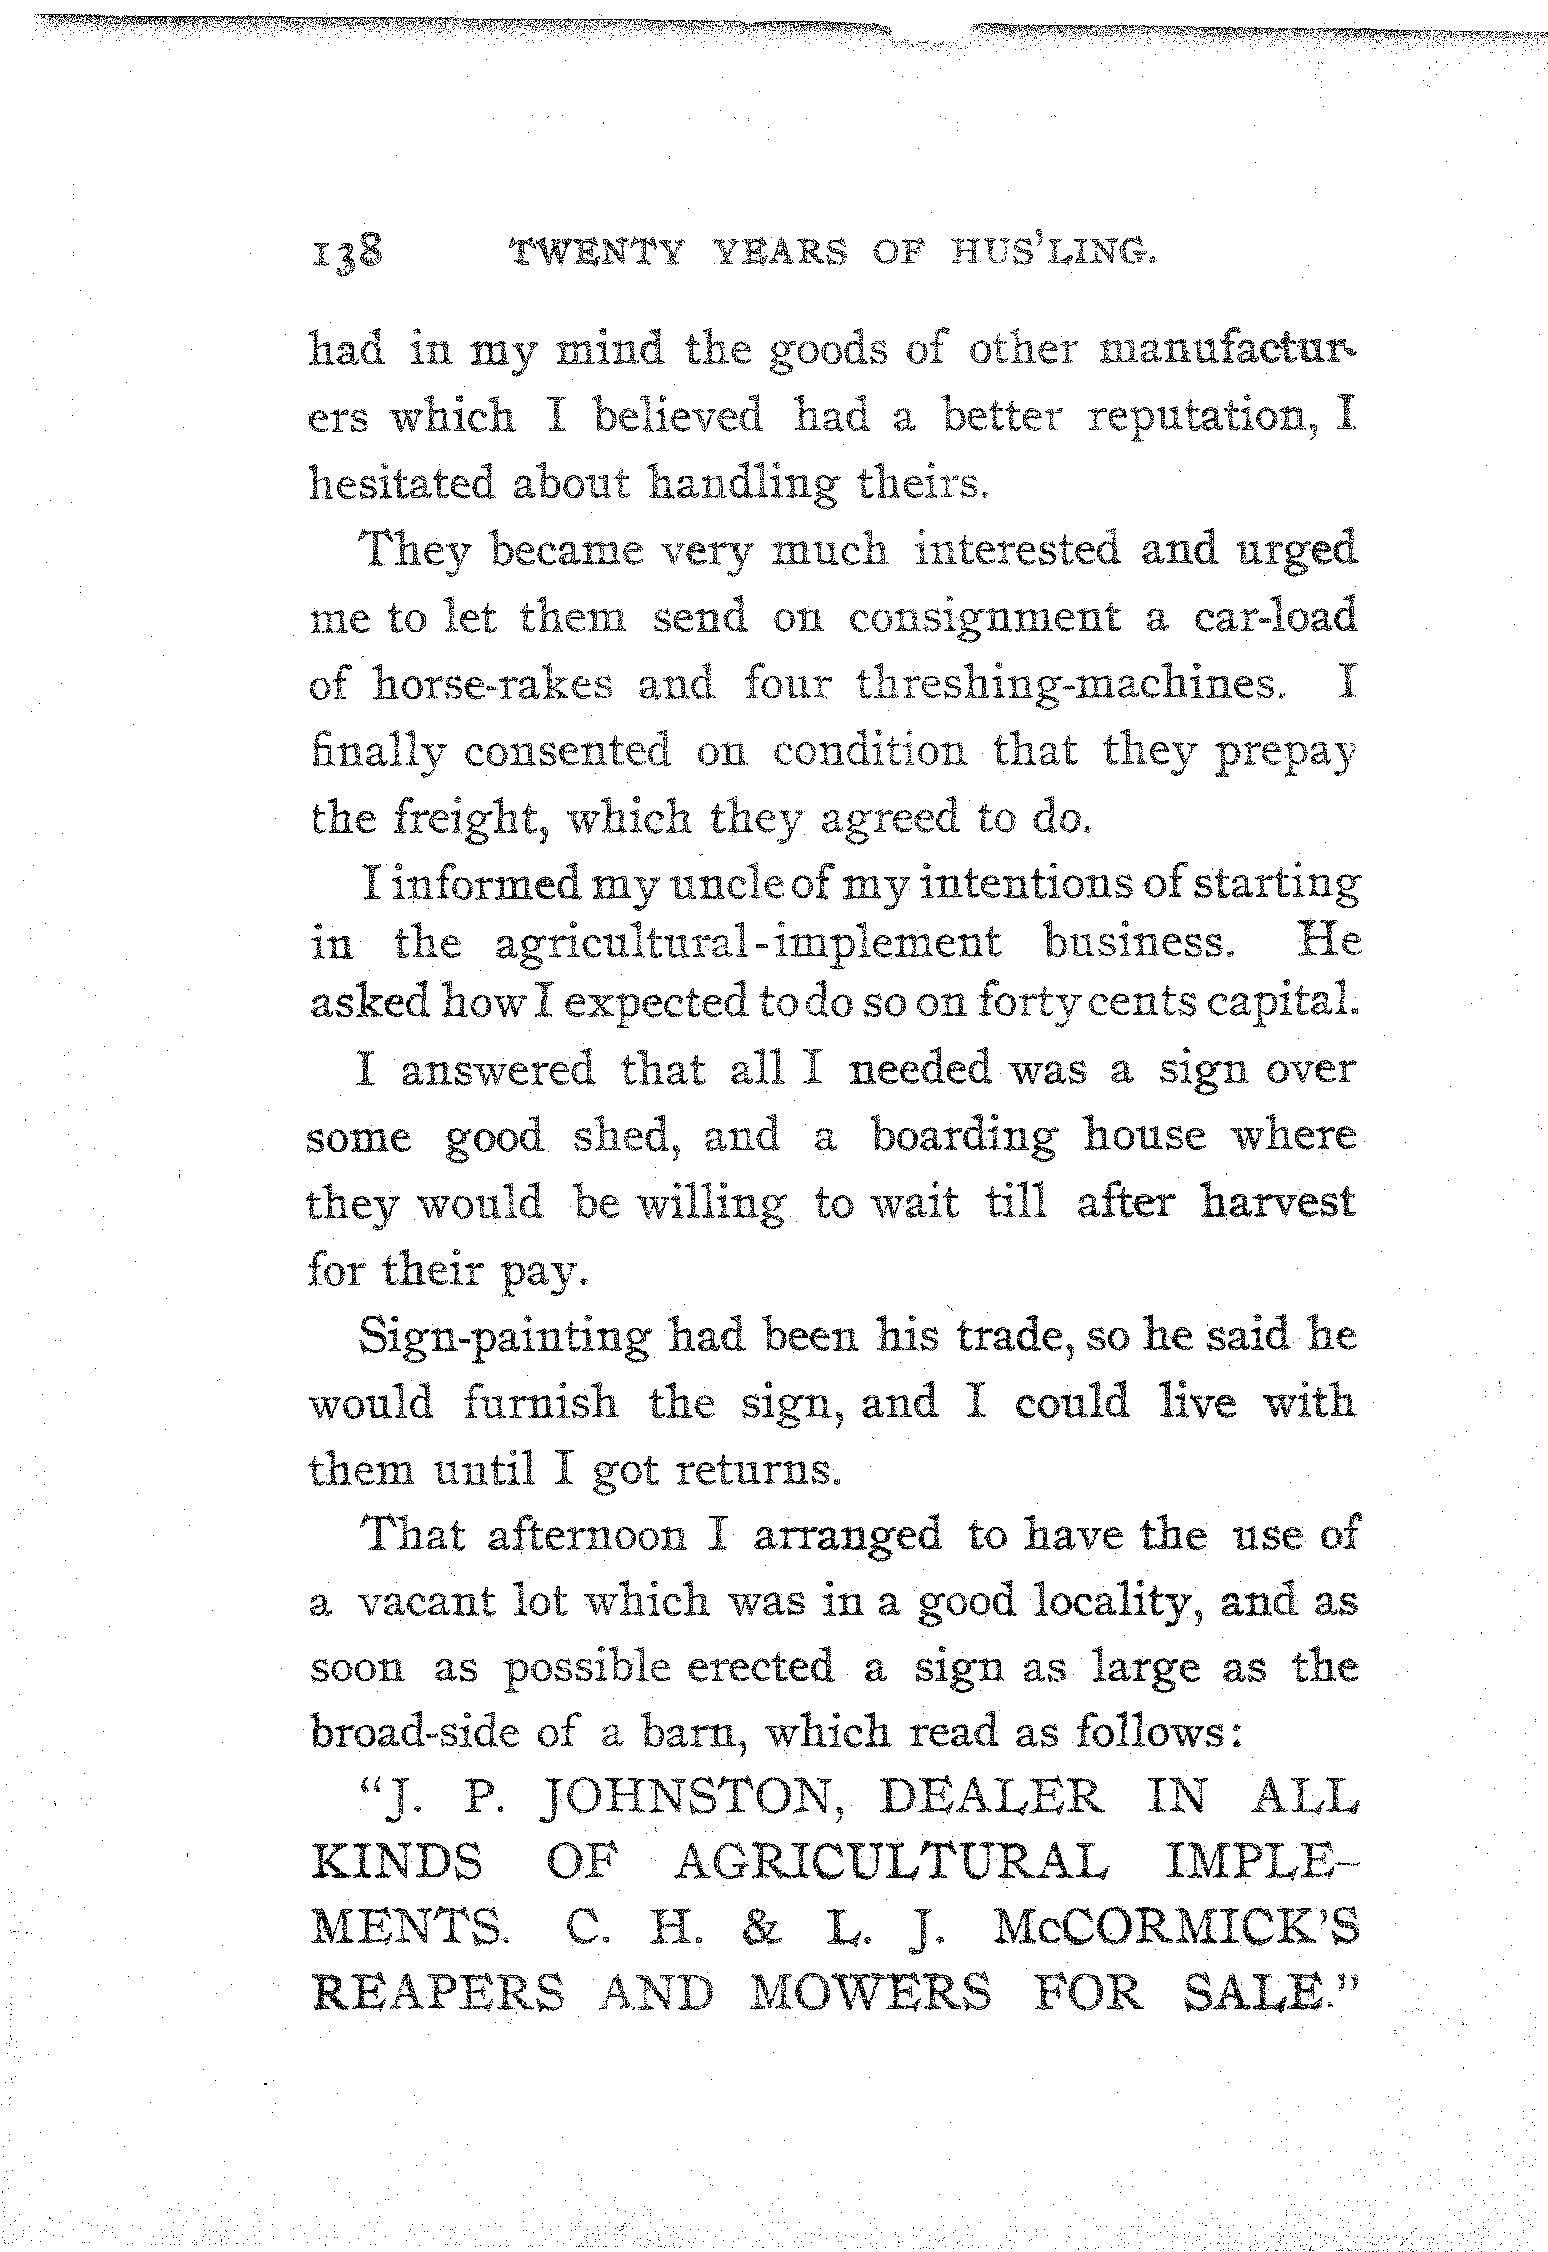 138 TWENTY YEARS OF HUS'LING.
had in my mind the goods of other manufactur-
ers which I believed had a better reputation, I
hesitated about handling theirs.
They became very much interested and urged
me to let them send on consignment a car-load
of horse-rakes and four threshing-machines. I
finally consented on condition that they prepay
the freight, which they agreed to do.
I informed my uncle of my intentions of starting
in the agricultural-implement business. He
asked how I expected to do so on forty cents capital.
I answered that all I needed was a sign over
some good shed, and a boarding house where
they would be willing to wait till after harvest
for their pay.
Sign-painting had been his trade, so he said he
would furnish the sign, and I could live with
them until I got returns.
That afternoon I arranged to have the use of
a vacant lot which was in a good locality, and as
soon as possible erected a sign as large as the
broad-side of a barn, which read as follows:
"J. P. JOHNSTON, DEALER IN ALL
KINDS OF AGRICULTURAL IMPLE-
MENTS. C. H. & L. J. McCORMICK'S
REAPERS AND MOWERS FOR SALE."